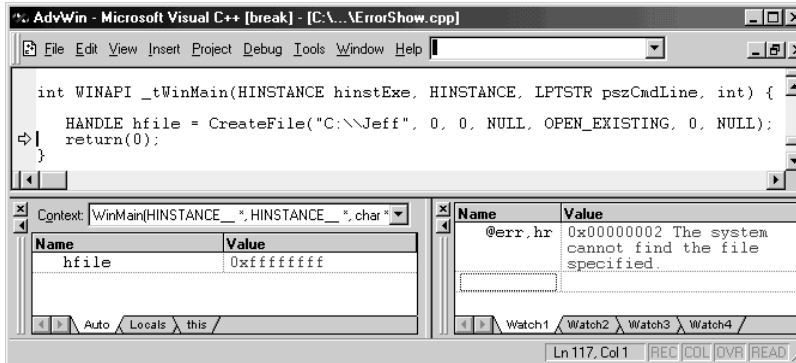 AdvWin - Microsoft Visual C++ [break] - [C:\...\ErrorShow.cpp]
File Edit View Insert Project Debug Tools Window Help
int WINAPI _tWinMain(HINSTANCE hinstExe, HINSTANCE, LPTSTR pszCmdLine, int) {
HANDLE hfile = CreateFile("C:\\Jeff", 0, 0, NULL, OPEN_EXISTING, 0, NULL);
return(0);
}
Context: WinMain(HINSTANCE__ *, HINSTANCE__ *, char *
Name Value
hfile 0xffffffff
Auto Locals this
Name Value
@err,hr 0x00000002 The system
cannot find the file
specified.
Watch1 Watch2 Watch3 Watch4
Ln 117, Col 1 REC COL OVR READ